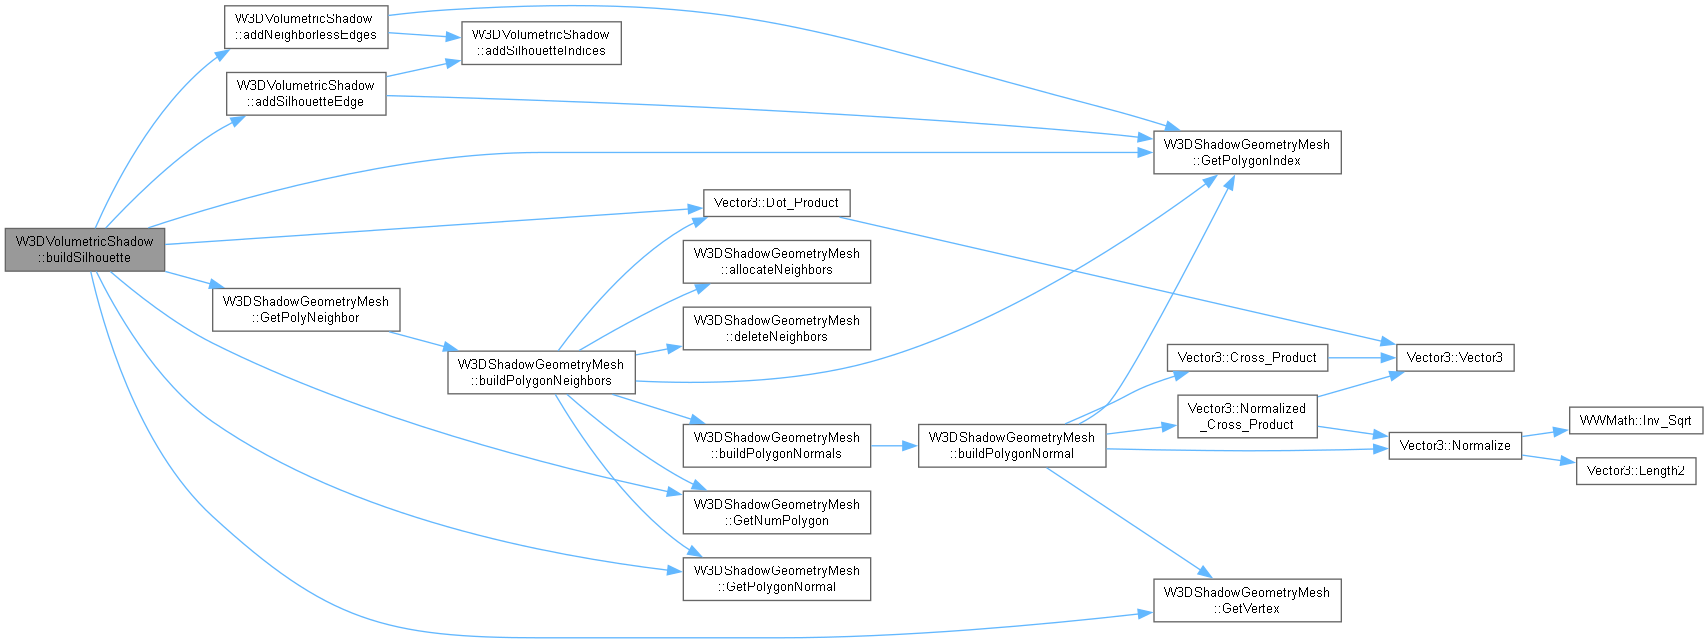 W3DVolumetricShadow
::buildSilhouette
W3DVolumetricShadow
::addNeighborlessEdges
W3DVolumetricShadow
::addSilhouetteEdge
W3DShadowGeometryMesh
::GetPolyNeighbor
W3DVolumetricShadow
::addSilhouetteIndices
W3DShadowGeometryMesh
::buildPolygonNeighbors
Vector3::Dot_Product
W3DShadowGeometryMesh
::allocateNeighbors
W3DShadowGeometryMesh
::deleteNeighbors
W3DShadowGeometryMesh
::buildPolygonNormals
W3DShadowGeometryMesh
::GetNumPolygon
W3DShadowGeometryMesh
::GetPolygonNormal
W3DShadowGeometryMesh
::buildPolygonNormal
W3DShadowGeometryMesh
::GetPolygonIndex
Vector3::Cross_Product
Vector3::Normalized
_Cross_Product
W3DShadowGeometryMesh
::GetVertex
Vector3::Vector3
Vector3::Normalize
WWMath::Inv_Sqrt
Vector3::Length2